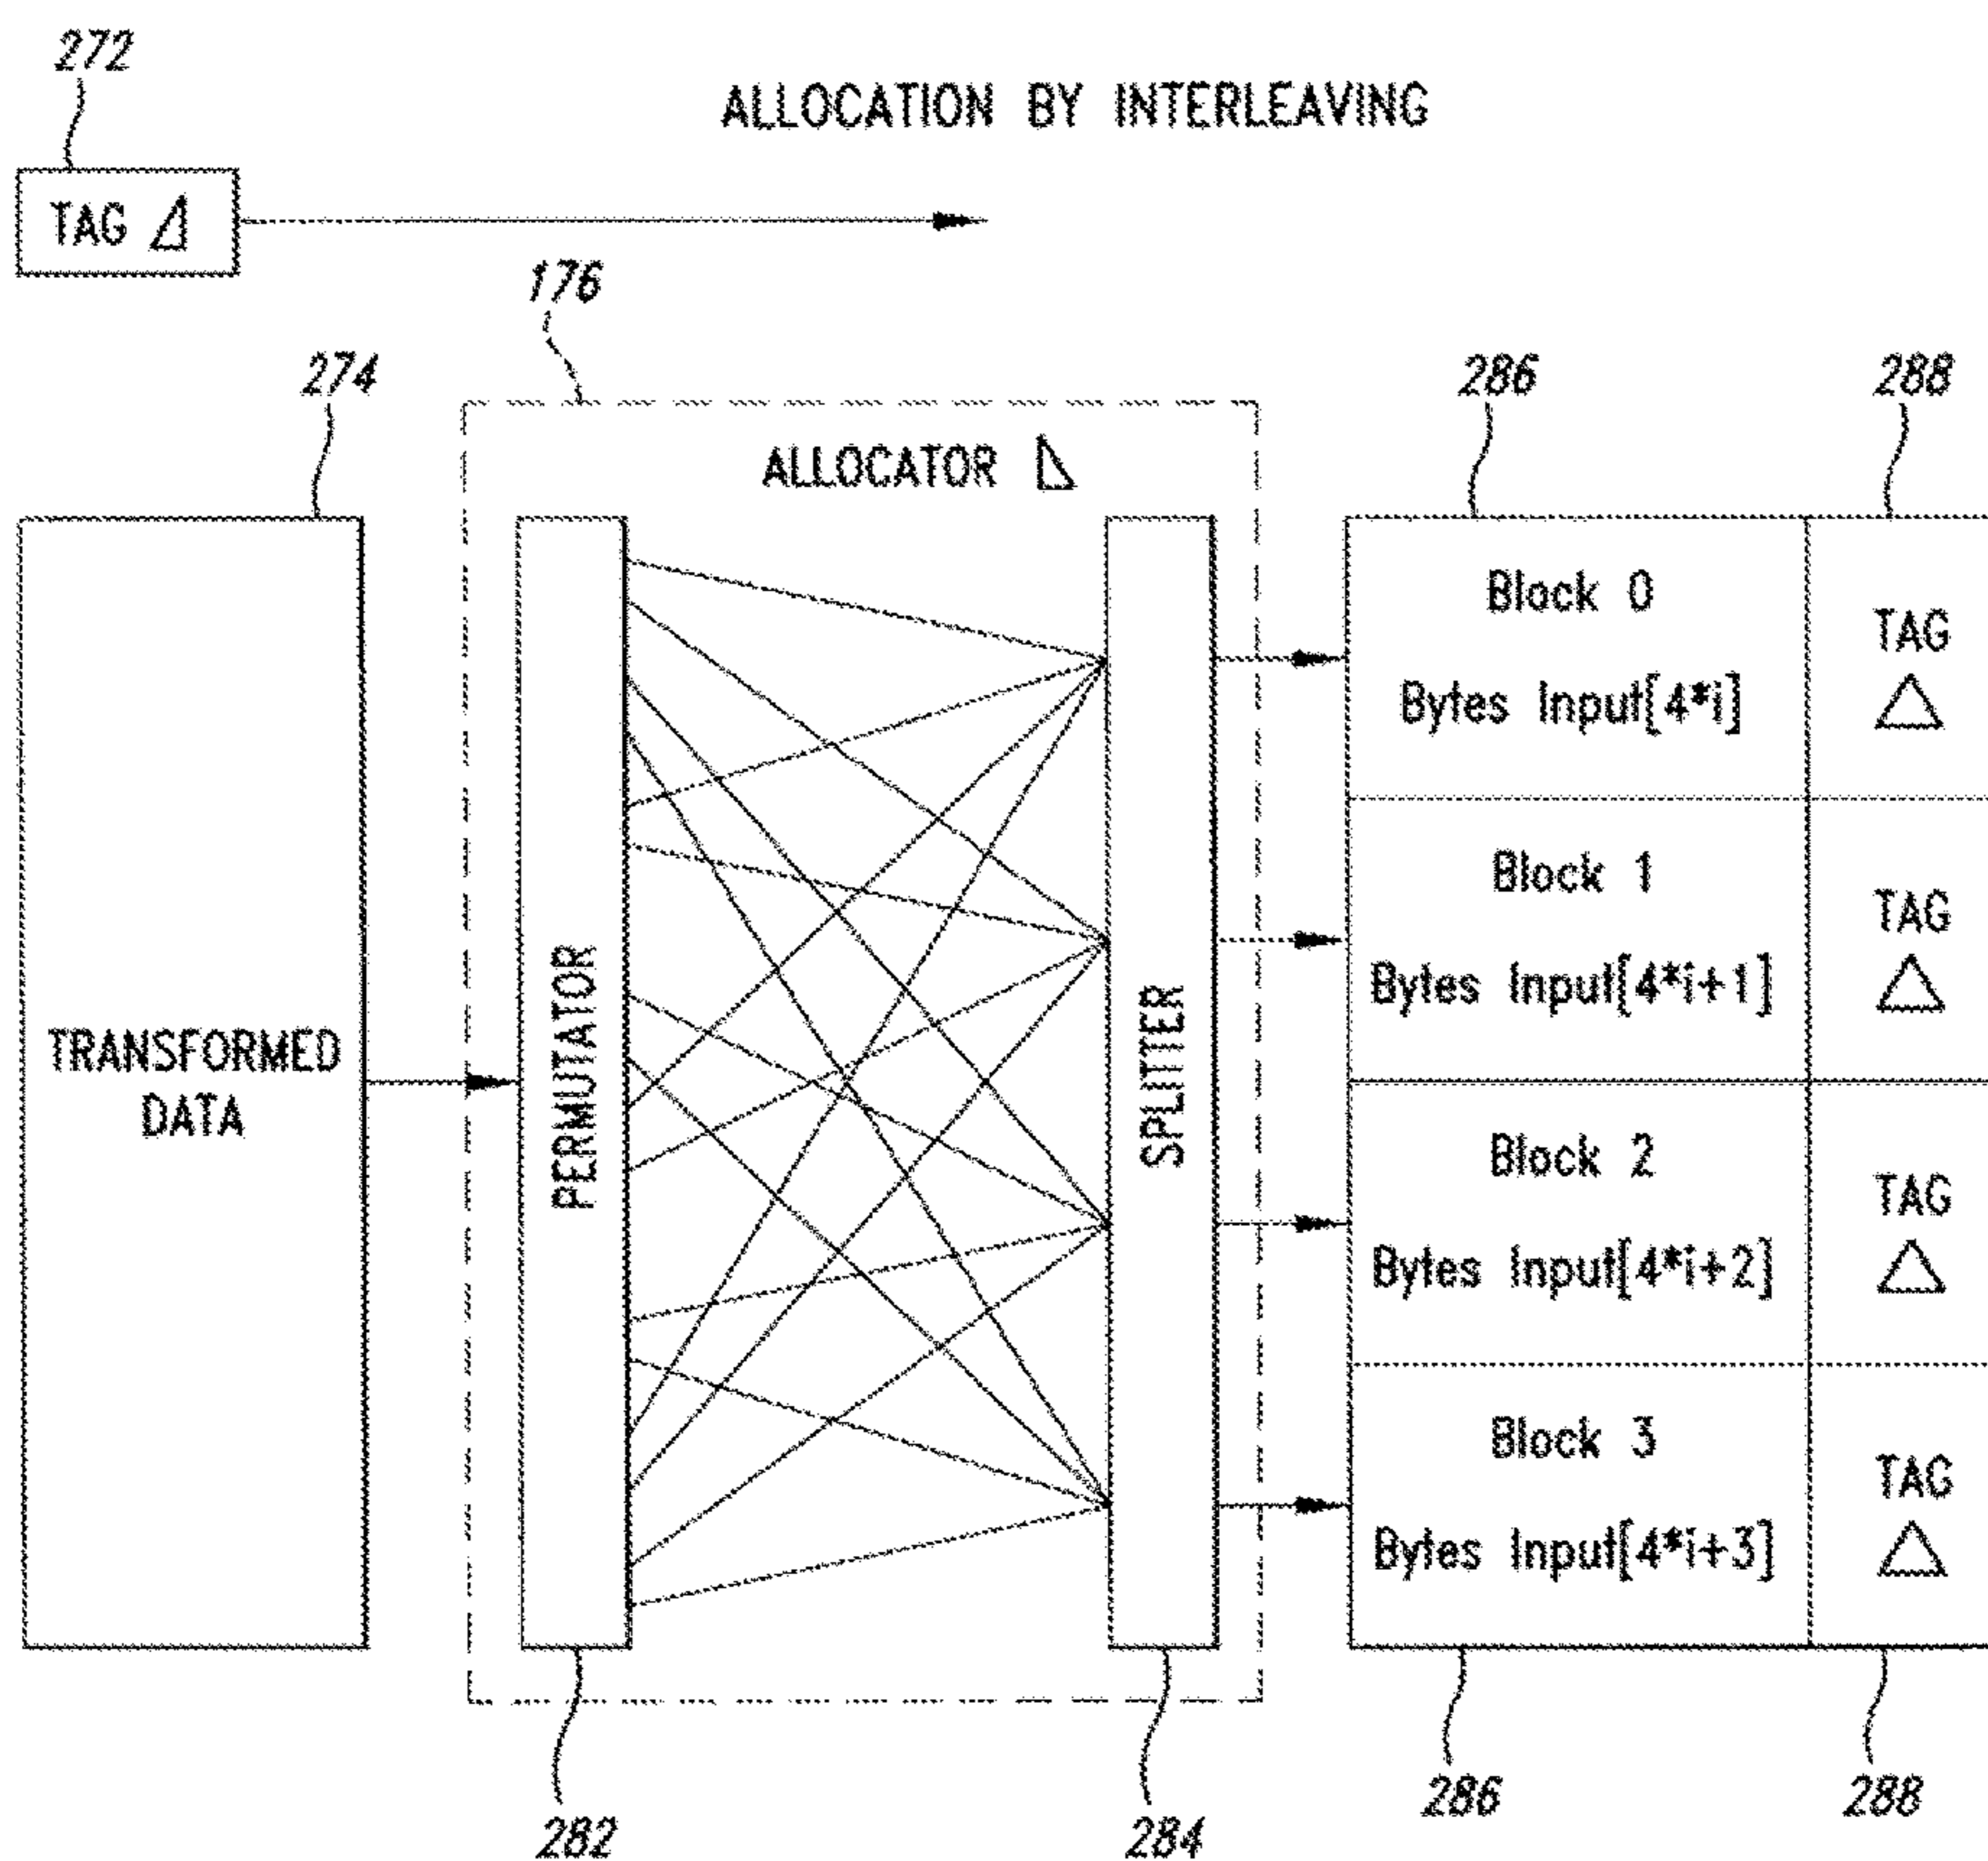 272
ALLOCATION BY INTERLEAVING
TAG
176
274
286
288
ALLOCATOR
TRANSFORMED
DATA
PERMUTATOR
SPLITTER
Block 0
Bytes Input[4*i]
TAG
Block 1
Bytes Input[4*i+1]
TAG
Block 2
Bytes Input[4*i+2]
TAG
Block 3
Bytes Input[4*i+3]
TAG
282
284
286
288